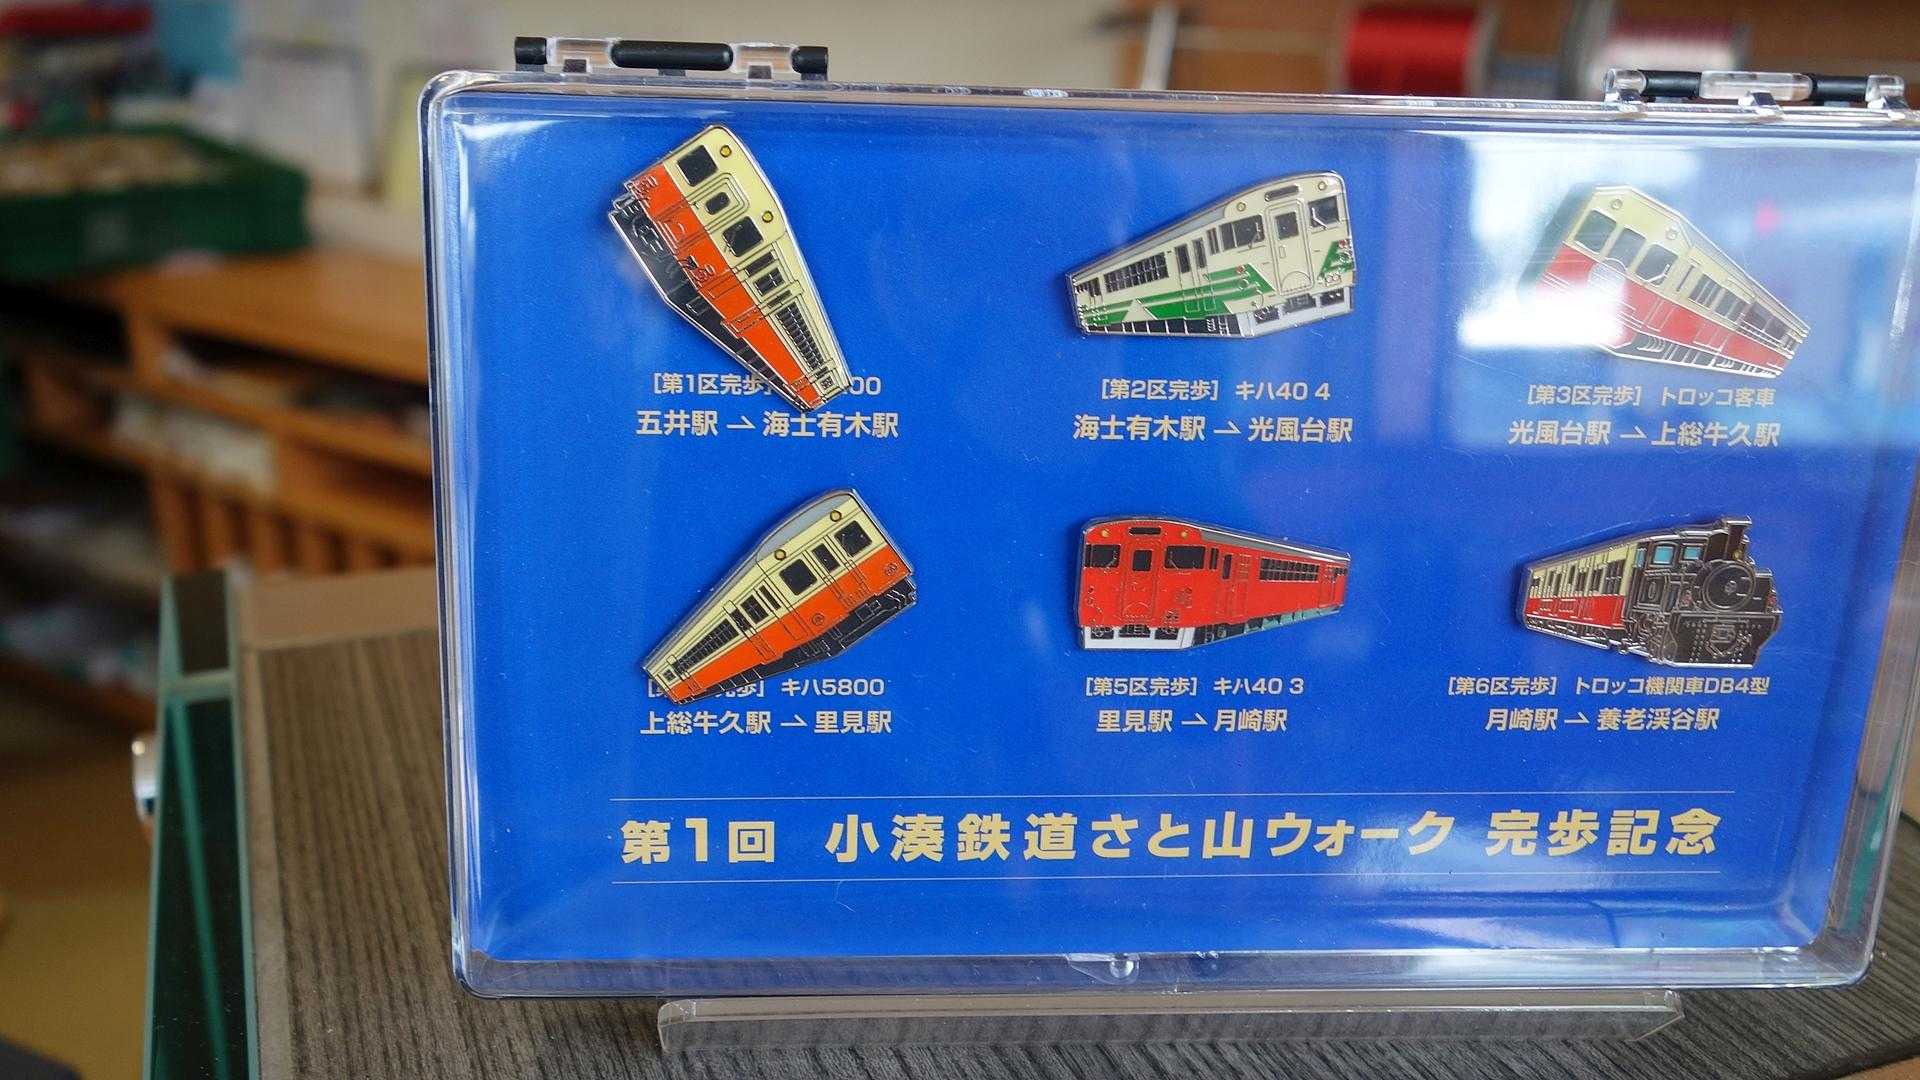 [第1区完歩] 00
五井駅 → 海士有木駅
[第2区完歩] キハ40 4
海士有木駅 → 光風台駅
[第3区完歩] トロッコ客車
光風台駅 → 上総牛久駅
完歩] キハ5800
上総牛久駅 → 里見駅
[第5区完歩] キハ40 3
里見駅 → 月崎駅
[第6区完歩] トロッコ機関車DB4型
月崎駅 → 養老渓谷駅
第1回 小湊鉄道さと山ウォーク 完歩記念